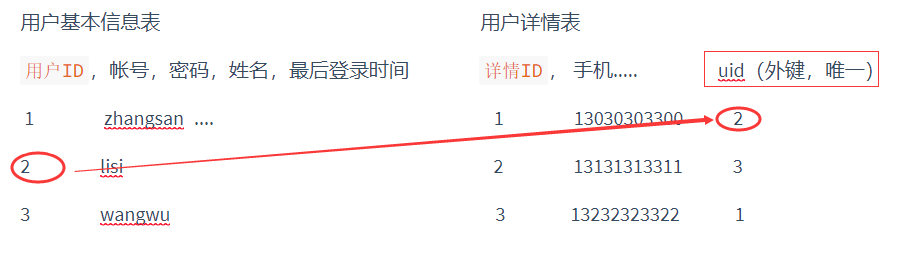 用户基本信息表 用户详情表
用户ID，帐号，密码，姓名，最后登录时间 详情ID， 手机..... uid（外键，唯一）
1 zhangsan .... 1 13030303300 2
2 lisi 2 13131313311 3
3 wangwu 3 13232323322 1